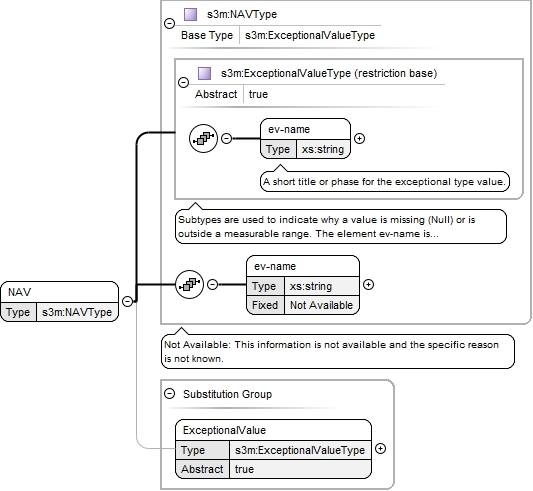 s3m:NAVType
Base Type s3m:ExceptionalValueType
s3m:ExceptionalValueType (restriction base)
Abstract true
ev-name
Type xs:string
A short title or phase for the exceptional type value.
Subtypes are used to indicate why a value is missing (Null) or is
outside a measurable range. The element ev-name is...
ev-name
Type xs:string
Fixed Not Available
NAV
Type s3m:NAVType
Not Available: This information is not available and the specific reason
is not known.
Substitution Group
ExceptionalValue
Type s3m:ExceptionalValueType
Abstract true